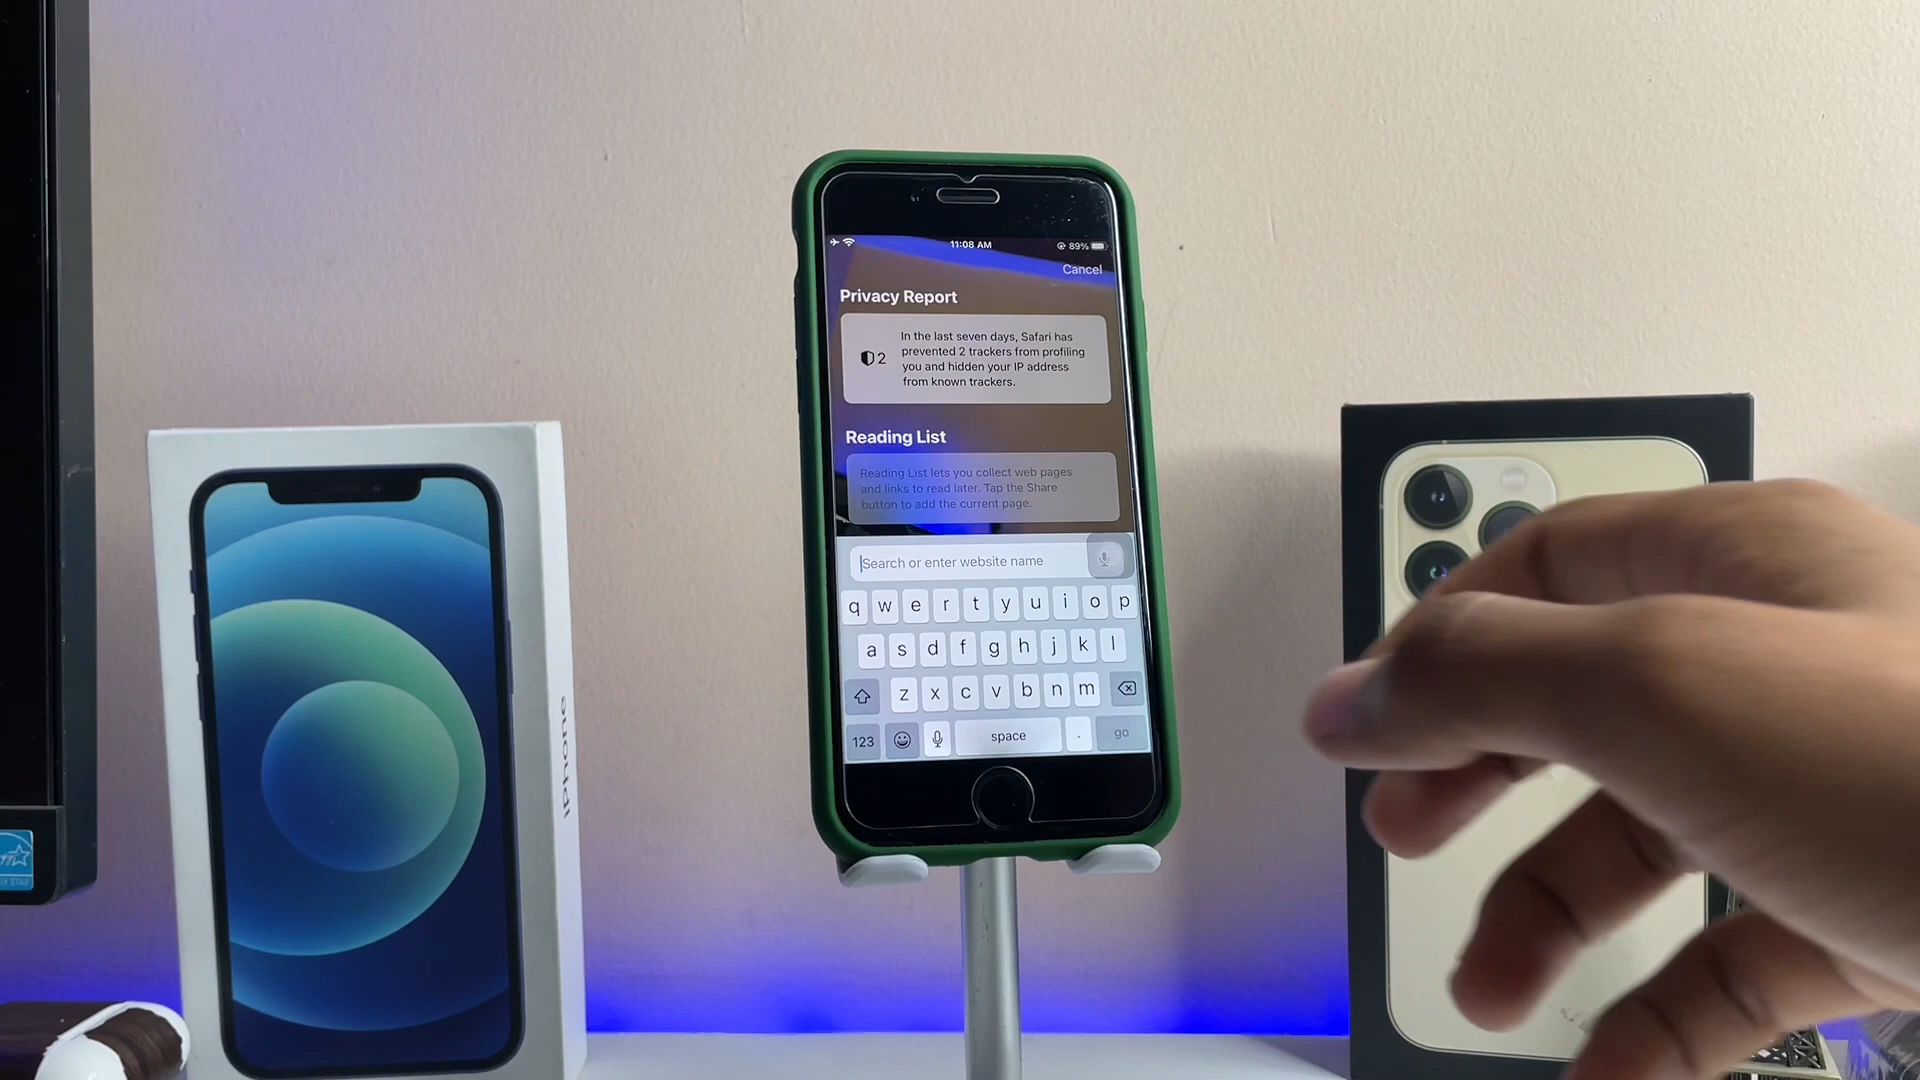 11:08 AM
89%
Cancel
Privacy Report
2
In the last seven days, Safari has
prevented 2 trackers from profiling
you and hidden your IP address
from known trackers.
Reading List
Reading List lets you collect web pages
and links to read later. Tap the Share
button to add the current page.
Search or enter website name
q w e r t y u i o p
a s d f g h j k l
z x c v b n m
123 space . go
iPhone